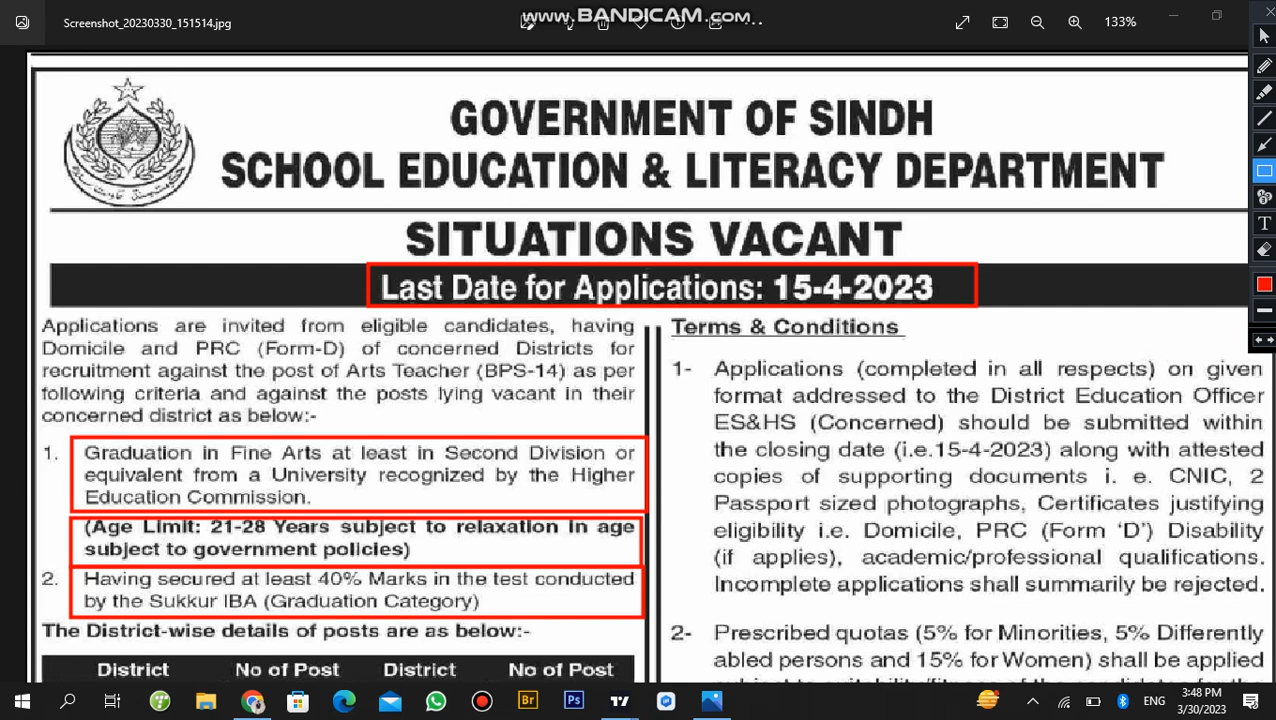 Screenshot_20230330_151514.jpg
www.BANDICAM.com
133%
GOVERNMENT OF SINDH
SCHOOL EDUCATION & LITERACY DEPARTMENT
SITUATIONS VACANT
Last Date for Applications: 15-4-2023
Applications are invited from eligible candidates, having
Domicile and PRC (Form-D) of concerned Districts for
recruitment against the post of Arts Teacher (BPS-14) as per
following criteria and against the posts lying vacant in their
concerned district as below:-
1. Graduation in Fine Arts at least in Second Division or
equivalent from a University recognized by the Higher
Education Commission.
(Age Limit: 21-28 Years subject to relaxation in age
subject to government policies)
2. Having secured at least 40% Marks in the test conducted
by the Sukkur IBA (Graduation Category)
The District-wise details of posts are as below:-
District No of Post District No of Post
Terms & Conditions
1- Applications (completed in all respects) on given
format addressed to the District Education Officer
ES&HS (Concerned) should be submitted within
the closing date (i.e.15-4-2023) along with attested
copies of supporting documents i. e. CNIC, 2
Passport sized photographs, Certificates justifying
eligibility i.e. Domicile, PRC (Form ‘D’) Disability
(if applies), academic/professional qualifications.
Incomplete applications shall summarily be rejected.
2- Prescribed quotas (5% for Minorities, 5% Differently
abled persons and 15% for Women) shall be applied
T
Br
Ps
ENG
3:48 PM
3/30/2023